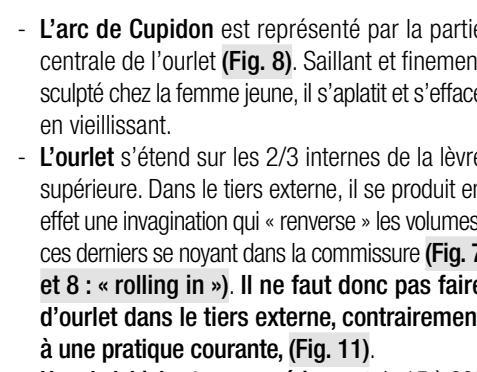 - L'arc de Cupidon est représenté par la partie
centrale de l'ourlet (Fig. 8). Saillant et finement
sculpté chez la femme jeune, il s'aplatit et s'efface
en vieillissant.
- L'ourlet s'étend sur les 2/3 internes de la lèvre
supérieure. Dans le tiers externe, il se produit en
effet une invagination qui « renverse » les volumes,
ces derniers se noyant dans la commissure (Fig. 7
et 8 : « rolling in »). Il ne faut donc pas faire
d'ourlet dans le tiers externe, contrairement
à une pratique courante, (Fig. 11).